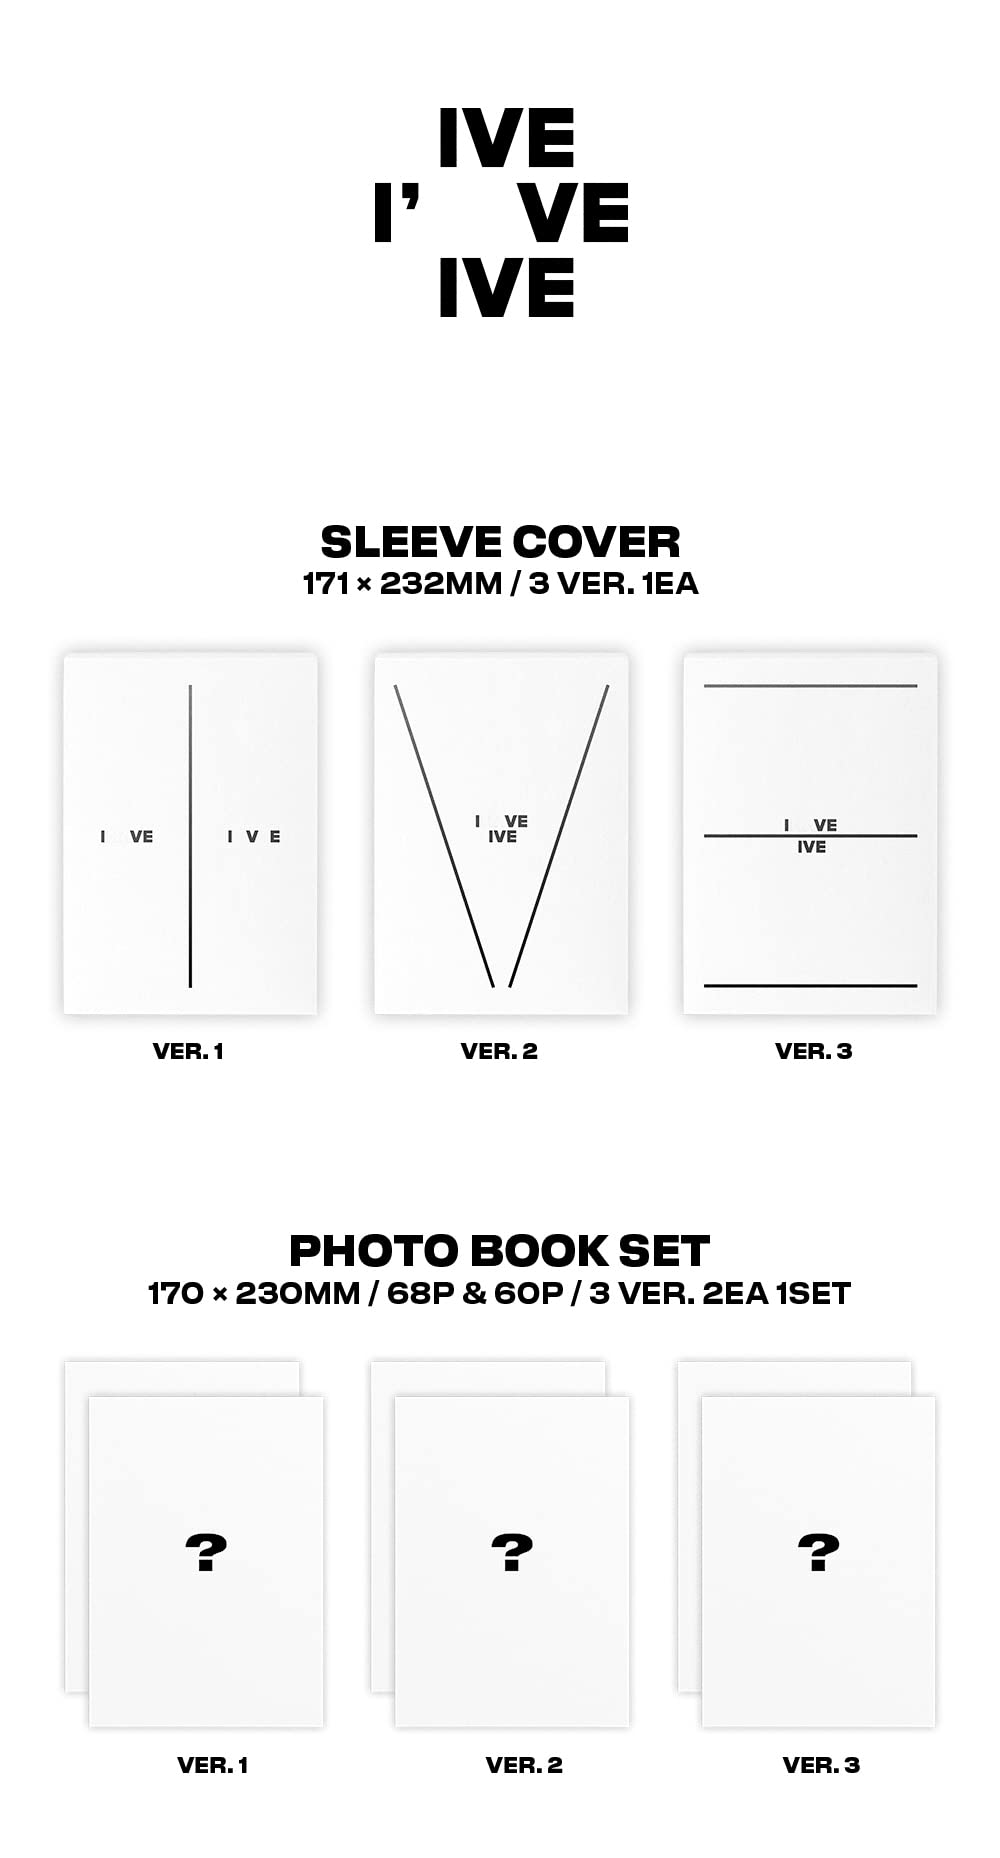 IVE
I' VE
IVE
SLEEVE COVER
171 × 232MM / 3 VER. 1EA
I VE
I V E
I VE
IVE
I VE
IVE
VER. 1
VER. 2
VER. 3
PHOTO BOOK SET
170 × 230MM / 68P & 60P / 3 VER. 2EA 1SET
?
?
?
VER. 1
VER. 2
VER. 3